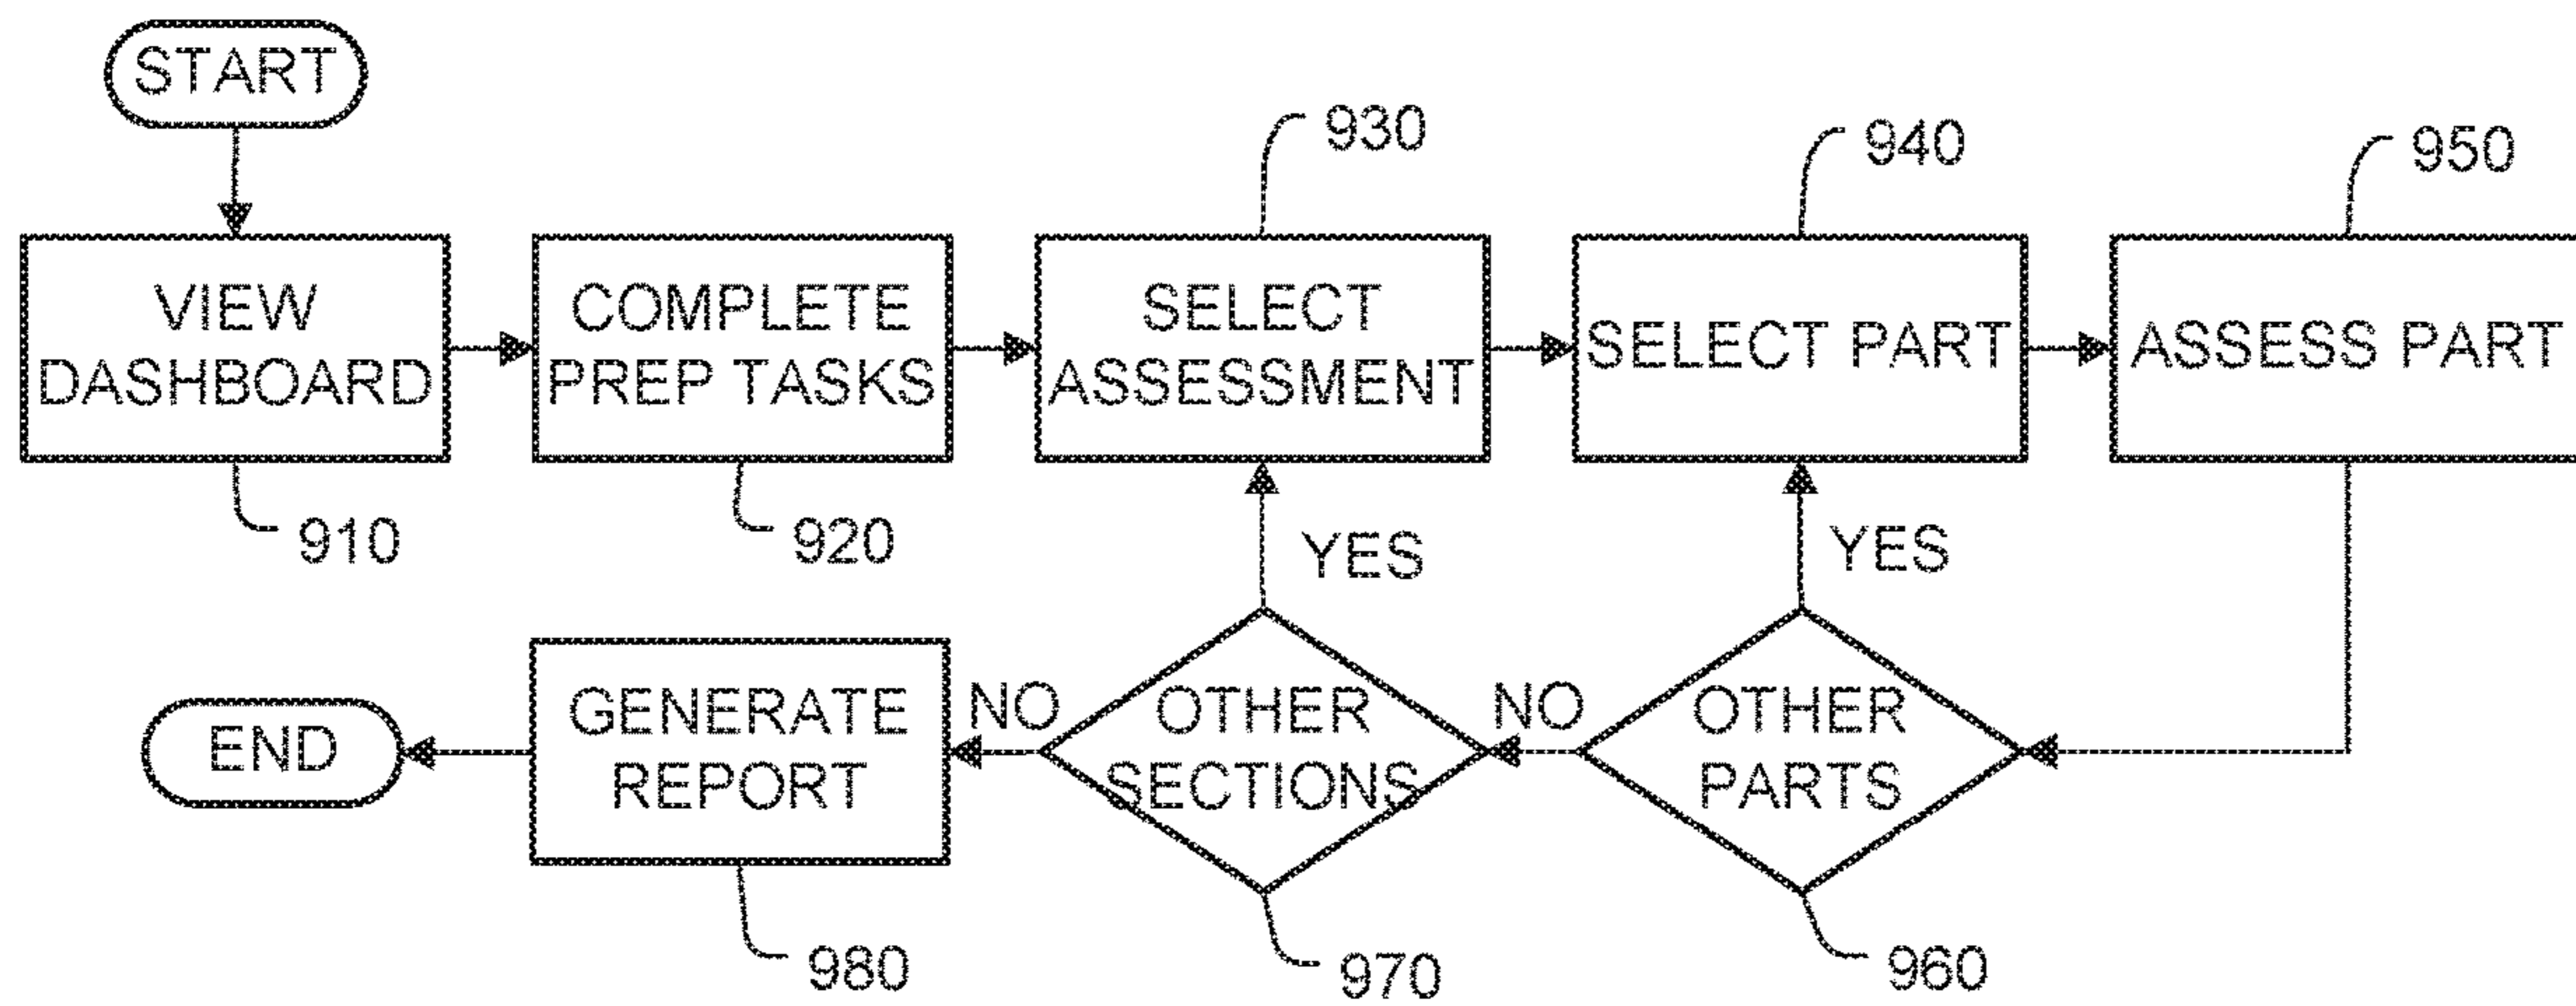 START
930
940
950
VIEW
DASHBOARD
COMPLETE
PREP TASKS
SELECT
ASSESSMENT
SELECT PART
ASSESS PART
910
920
YES
YES
END
GENERATE
REPORT
NO
OTHER
SECTIONS
NO
OTHER
PARTS
980
970
960